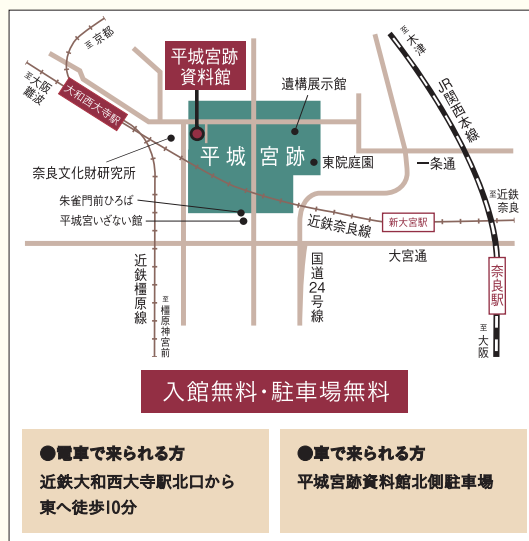 至京都
平城宮跡
資料館
遺構展示館
至木津
JR関西本線
至大阪難波
大和西大寺駅
平城宮跡
東院庭園
一条通
奈良文化財研究所
朱雀門前ひろば
平城宮いざない館
近鉄奈良線
新大宮駅
至近鉄奈良
大宮通
奈良駅
近鉄橿原線
至橿原神宮前
国道24号線
至大阪
入館無料・駐車場無料
●電車で来られる方
近鉄大和西大寺駅北口から
東へ徒歩10分
●車で来られる方
平城宮跡資料館北側駐車場